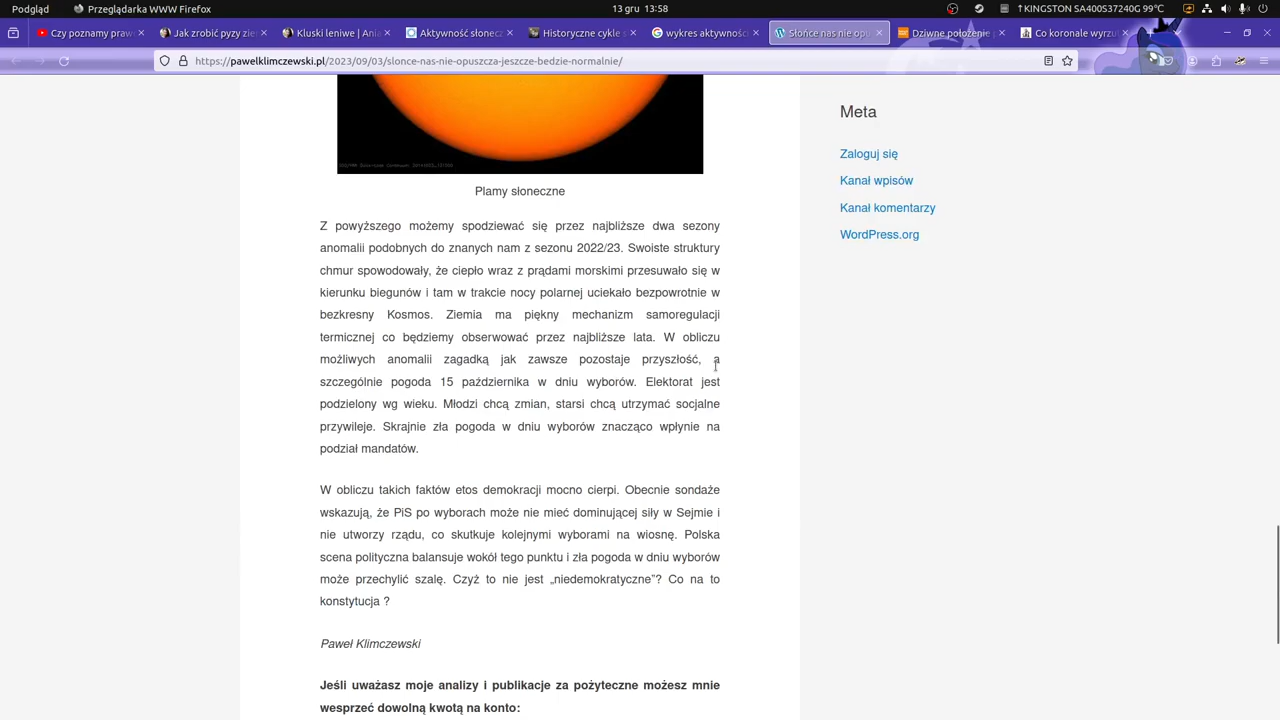 Podgląd
Przeglądarka WWW Firefox
13 gru 13:58
↑KINGSTON SA400S37240G99°C
Czy poznamy praw
Jak zrobić pyzy zie
Kluski leniwe | Ania
Aktywność słonecz
Historyczne cykle s
wykres aktywnośc
Słońce nas nie opu
Dziwne położenie
Co koronale wyrzu
https://pawelklimczewski.pl/2023/09/03/slonce-nas-nie-opuszcza-jeszcze-bedzie-normalnie/
Plamy słoneczne
Z powyższego możemy spodziewać się przez najbliższe dwa sezony
anomalii podobnych do znanych nam z sezonu 2022/23. Swoiste struktury
chmur spowodowały, że ciepło wraz z prądami morskimi przesuwało się w
kierunku biegunów i tam w trakcie nocy polarnej uciekało bezpowrotnie w
bezkresny Kosmos. Ziemia ma piękny mechanizm samoregulacji
termicznej co będziemy obserwować przez najbliższe lata. W obliczu
możliwych anomalii zagadką jak zawsze pozostaje przyszłość, a
szczególnie pogoda 15 października w dniu wyborów. Elektorat jest
podzielony wg wieku. Młodzi chcą zmian, starsi chcą utrzymać socjalne
przywileje. Skrajnie zła pogoda w dniu wyborów znacząco wpłynie na
podział mandatów.
W obliczu takich faktów etos demokracji mocno cierpi. Obecnie sondaże
wskazują, że PiS po wyborach może nie mieć dominującej siły w Sejmie i
nie utworzy rządu, co skutkuje kolejnymi wyborami na wiosnę. Polska
scena polityczna balansuje wokół tego punktu i zła pogoda w dniu wyborów
może przechylić szalę. Czyż to nie jest „niedemokratyczne”? Co na to
konstytucja ?
Paweł Klimczewski
Jeśli uważasz moje analizy i publikacje za pożyteczne możesz mnie
wesprzeć dowolną kwotą na konto:
Meta
Zaloguj się
Kanał wpisów
Kanał komentarzy
WordPress.org